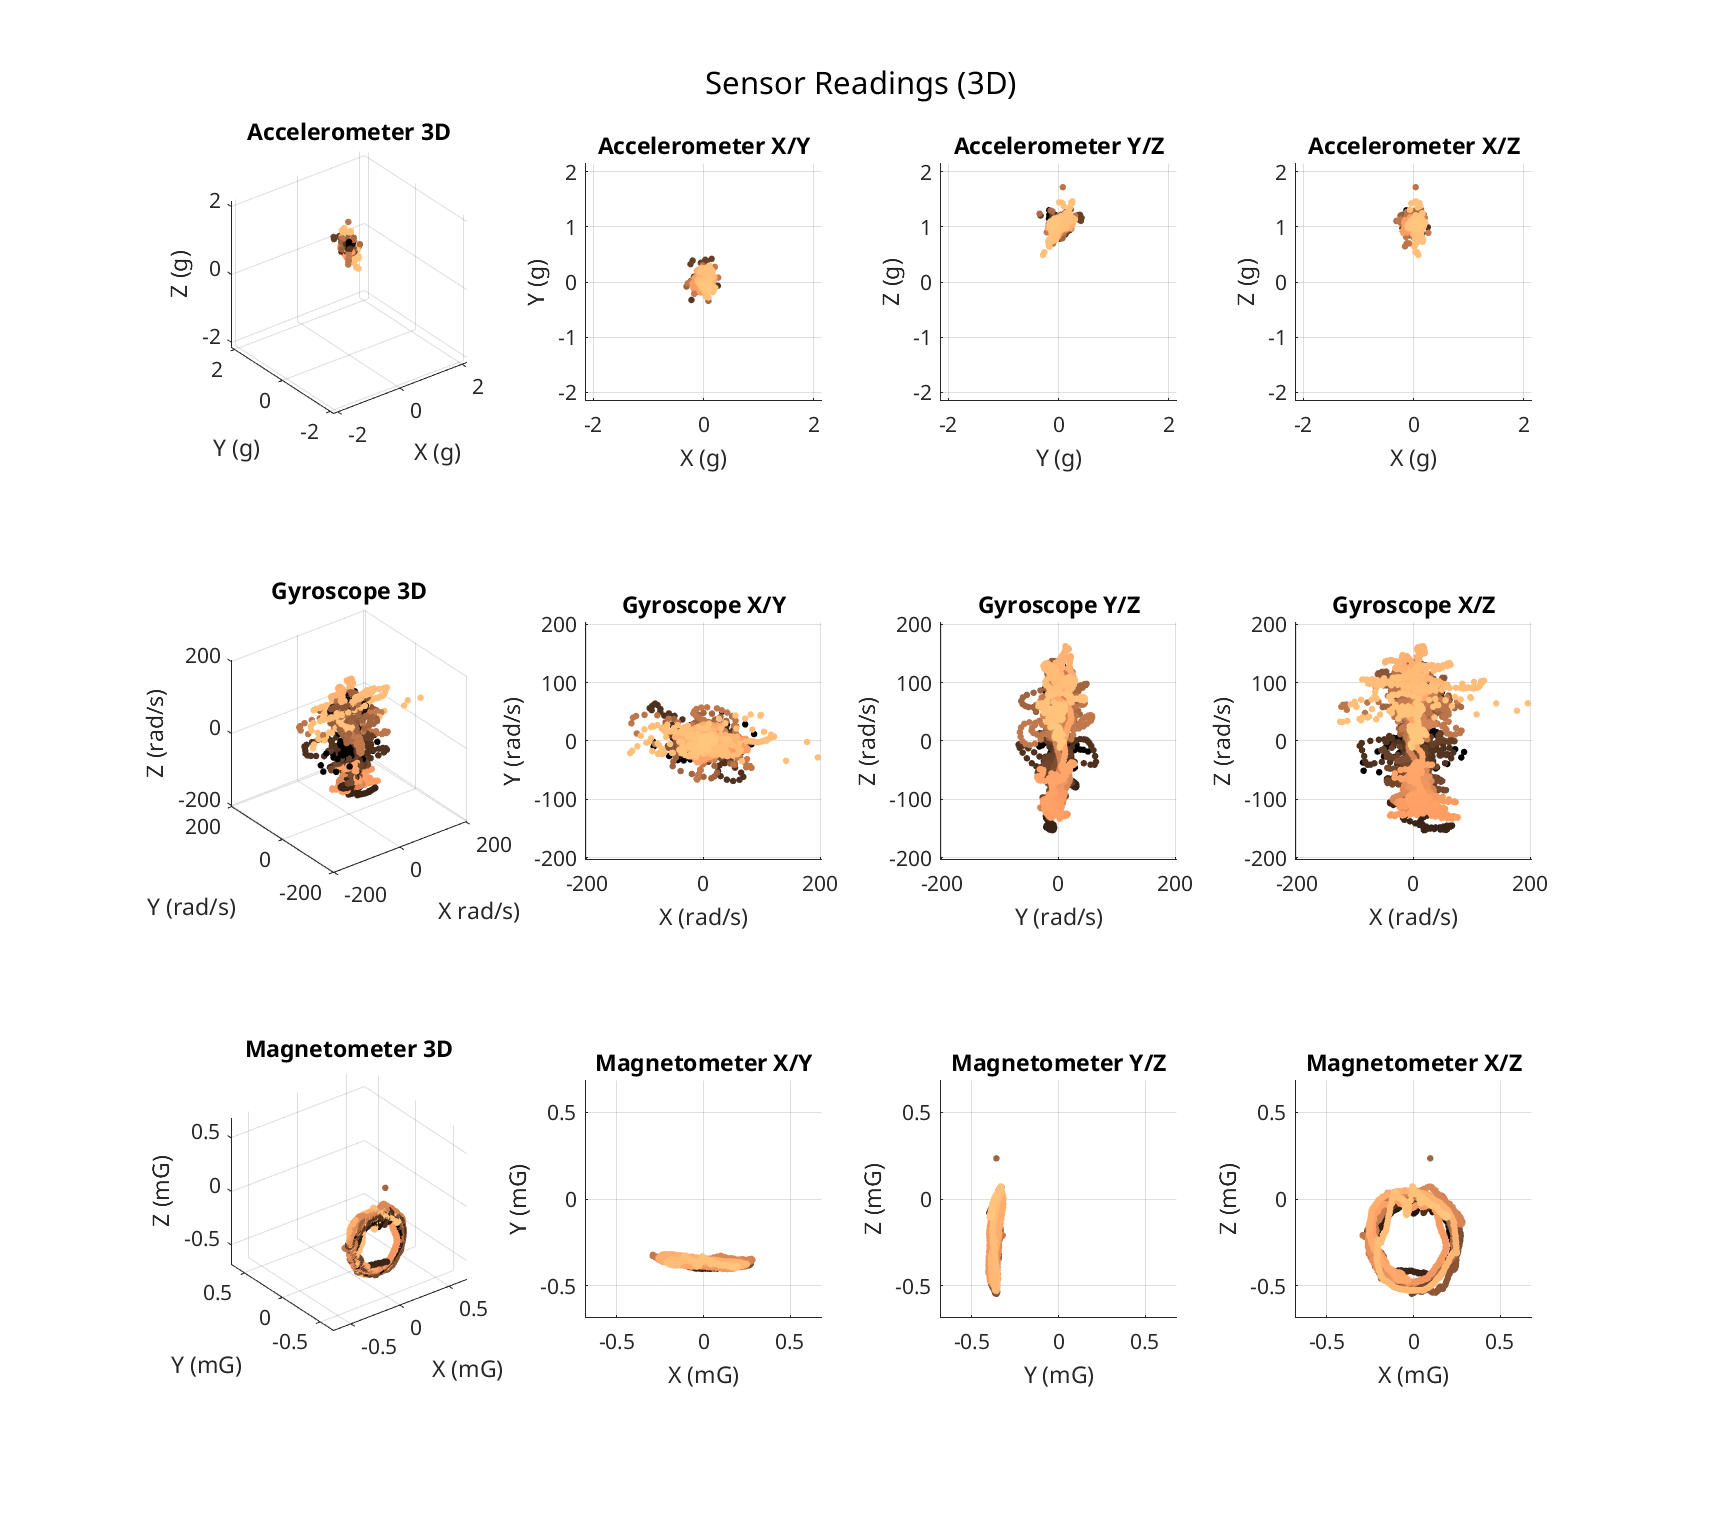 Sensor Readings (3D)
Accelerometer 3D
2
0
-2
Z (g)
2
0
-2
Y (g)
-2
0
2
X (g)
Accelerometer X/Y
2
1
0
-1
-2
Y (g)
-2 0 2
X (g)
Accelerometer Y/Z
2
1
0
-1
-2
Z (g)
-2 0 2
Y (g)
Accelerometer X/Z
2
1
0
-1
-2
Z (g)
-2 0 2
X (g)
Gyroscope 3D
200
0
-200
Z (rad/s)
200
0
-200
Y (rad/s)
-200
0
200
X rad/s)
Gyroscope X/Y
200
100
0
-100
-200
Y (rad/s)
-200 0 200
X (rad/s)
Gyroscope Y/Z
200
100
0
-100
-200
Z (rad/s)
-200 0 200
Y (rad/s)
Gyroscope X/Z
200
100
0
-100
-200
Z (rad/s)
-200 0 200
X (rad/s)
Magnetometer 3D
0.5
0
-0.5
Z (mG)
0.5
0
-0.5
Y (mG)
-0.5
0
0.5
X (mG)
Magnetometer X/Y
0.5
0
-0.5
Y (mG)
-0.5 0 0.5
X (mG)
Magnetometer Y/Z
0.5
0
-0.5
Z (mG)
-0.5 0 0.5
Y (mG)
Magnetometer X/Z
0.5
0
-0.5
Z (mG)
-0.5 0 0.5
X (mG)